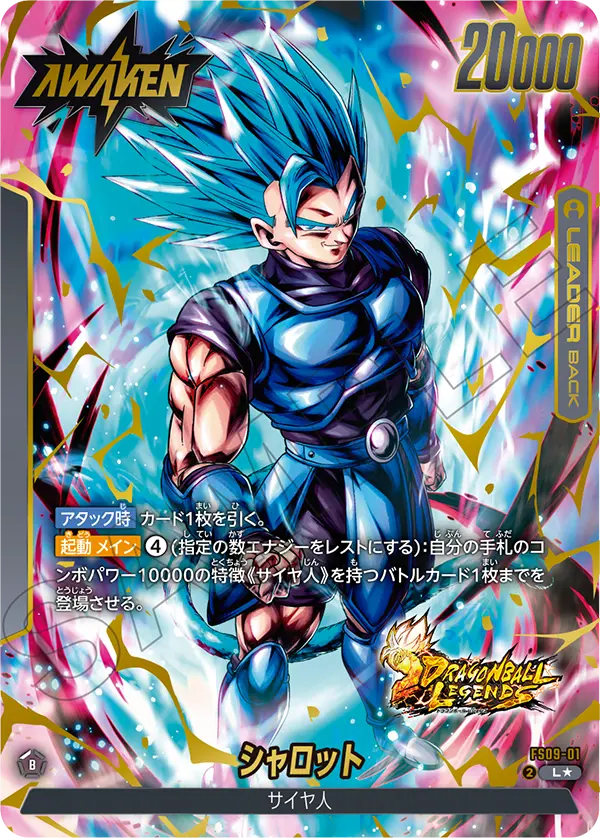 AWAKEN
20000
LEADER BACK
アタック時 カード1枚を引く。
起動メイン ④ (指定の数エナジーをレストにする):自分の手札のコ
ンボパワー10000の特徴《サイヤ人》を持つバトルカード1枚までを
登場させる。
DRAGONBALL
LEGENDS
シャロット
FS09-01
B
2 L★
サイヤ人
SAMPLE